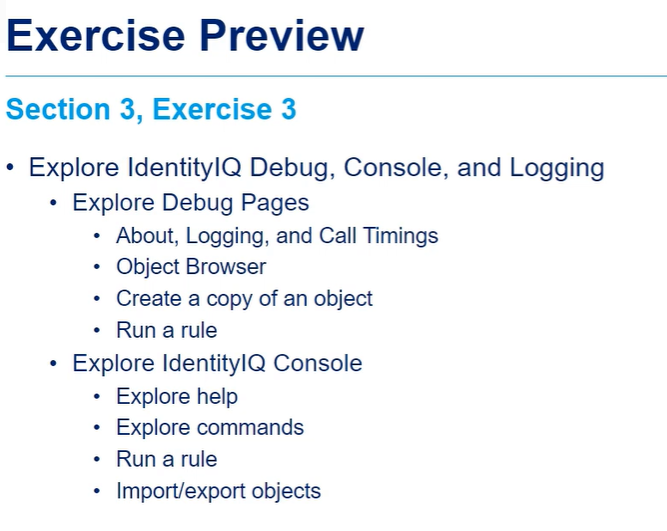 Exercise Preview
Section 3, Exercise 3
• Explore IdentityIQ Debug, Console, and Logging
• Explore Debug Pages
• About, Logging, and Call Timings
• Object Browser
• Create a copy of an object
• Run a rule
• Explore IdentityIQ Console
• Explore help
• Explore commands
• Run a rule
• Import/export objects